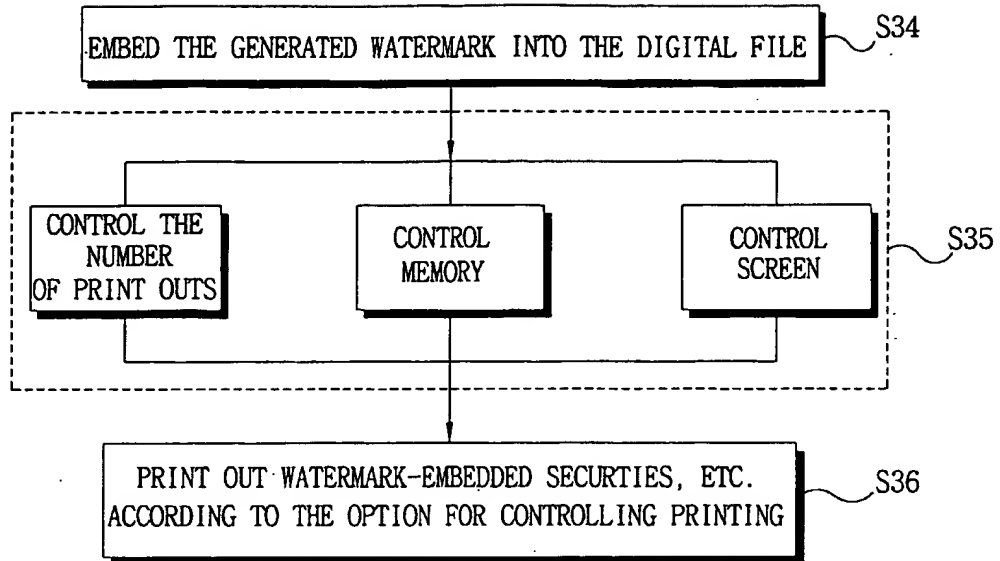 EMBED THE GENERATED WATERMARK INTO THE DIGITAL FILE
S34
CONTROL THE
NUMBER
OF PRINT OUTS
CONTROL
MEMORY
CONTROL
SCREEN
S35
PRINT OUT WATERMARK-EMBEDDED SECURTIES, ETC.
ACCORDING TO THE OPTION FOR CONTROLLING PRINTING
S36